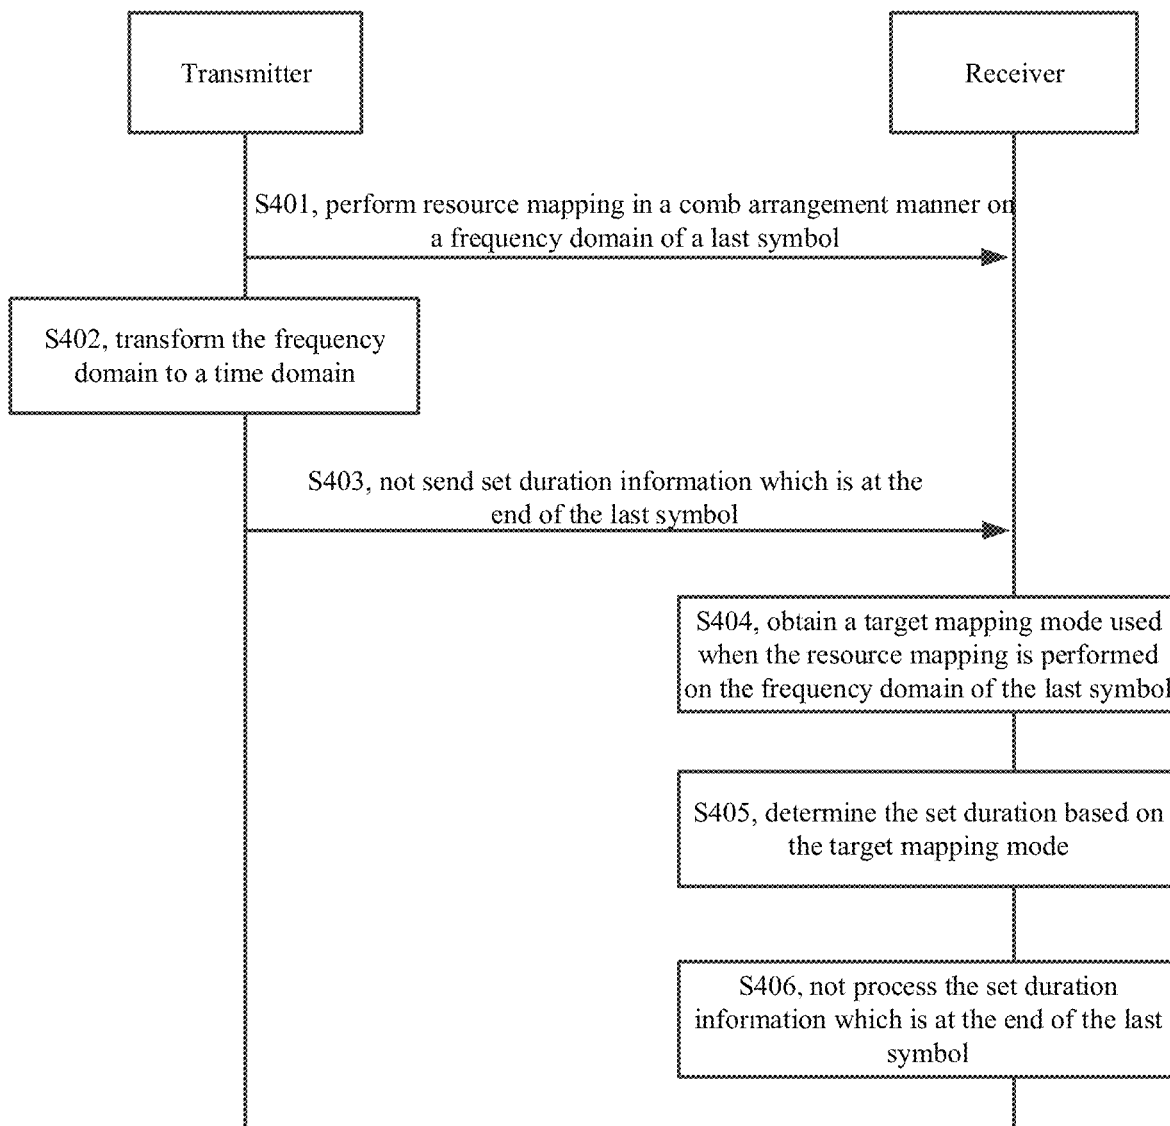 Transmitter
Receiver
S401, perform resource mapping in a comb arrangement manner on
a frequency domain of a last symbol
S402, transform the frequency
domain to a time domain
S403, not send set duration information which is at the
end of the last symbol
S404, obtain a target mapping mode used
when the resource mapping is performed
on the frequency domain of the last symbol
S405, determine the set duration based on
the target mapping mode
S406, not process the set duration
information which is at the end of the last
symbol